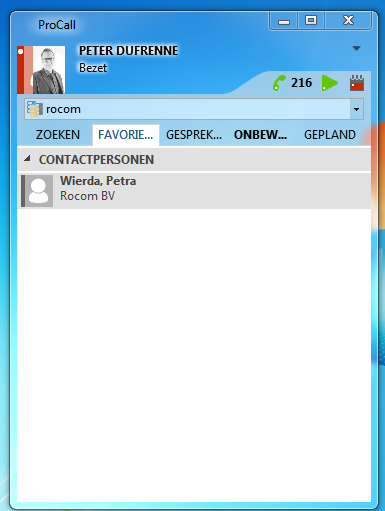 ProCall
PETER DUFRENNE
Bezet
216
rocom
ZOEKEN FAVORIE... GESPREK... ONBEW... GEPLAND
CONTACTPERSONEN
Wierda, Petra
Rocom BV